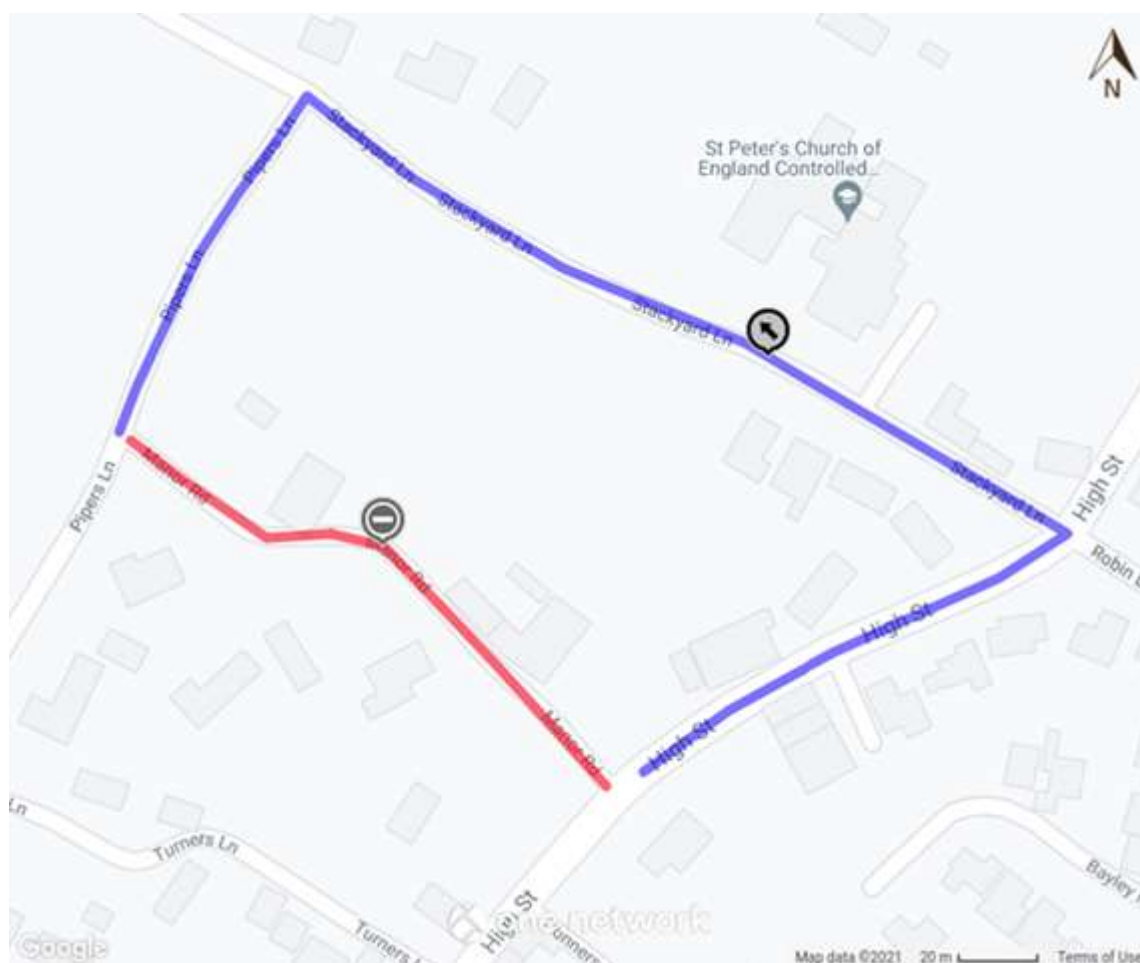 N
St Peter's Church of
England Controlled...
Stackyard Ln
Pipers Ln
Stackyard Ln
Pipers Ln
Stackyard Ln
Manor Rd
Pipers Ln
Stackyard Ln
High St
Robin
Manor Rd
High St
High St
Manor Rd
Ln
Turners Ln
Bayley
Turners
High St
one.network
Google
Map data ©2021 20 m Terms of Use